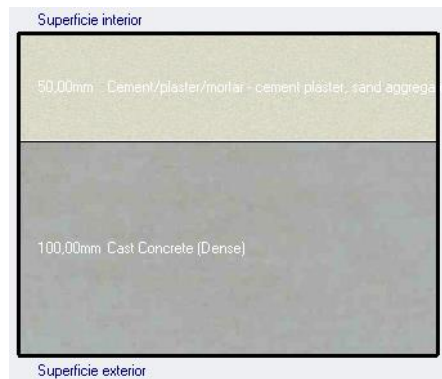 Superficie interior
50,00mm Cement/plaster/mortar - cement plaster, sand aggrega
100,00mm Cast Concrete (Dense)
Superficie exterior